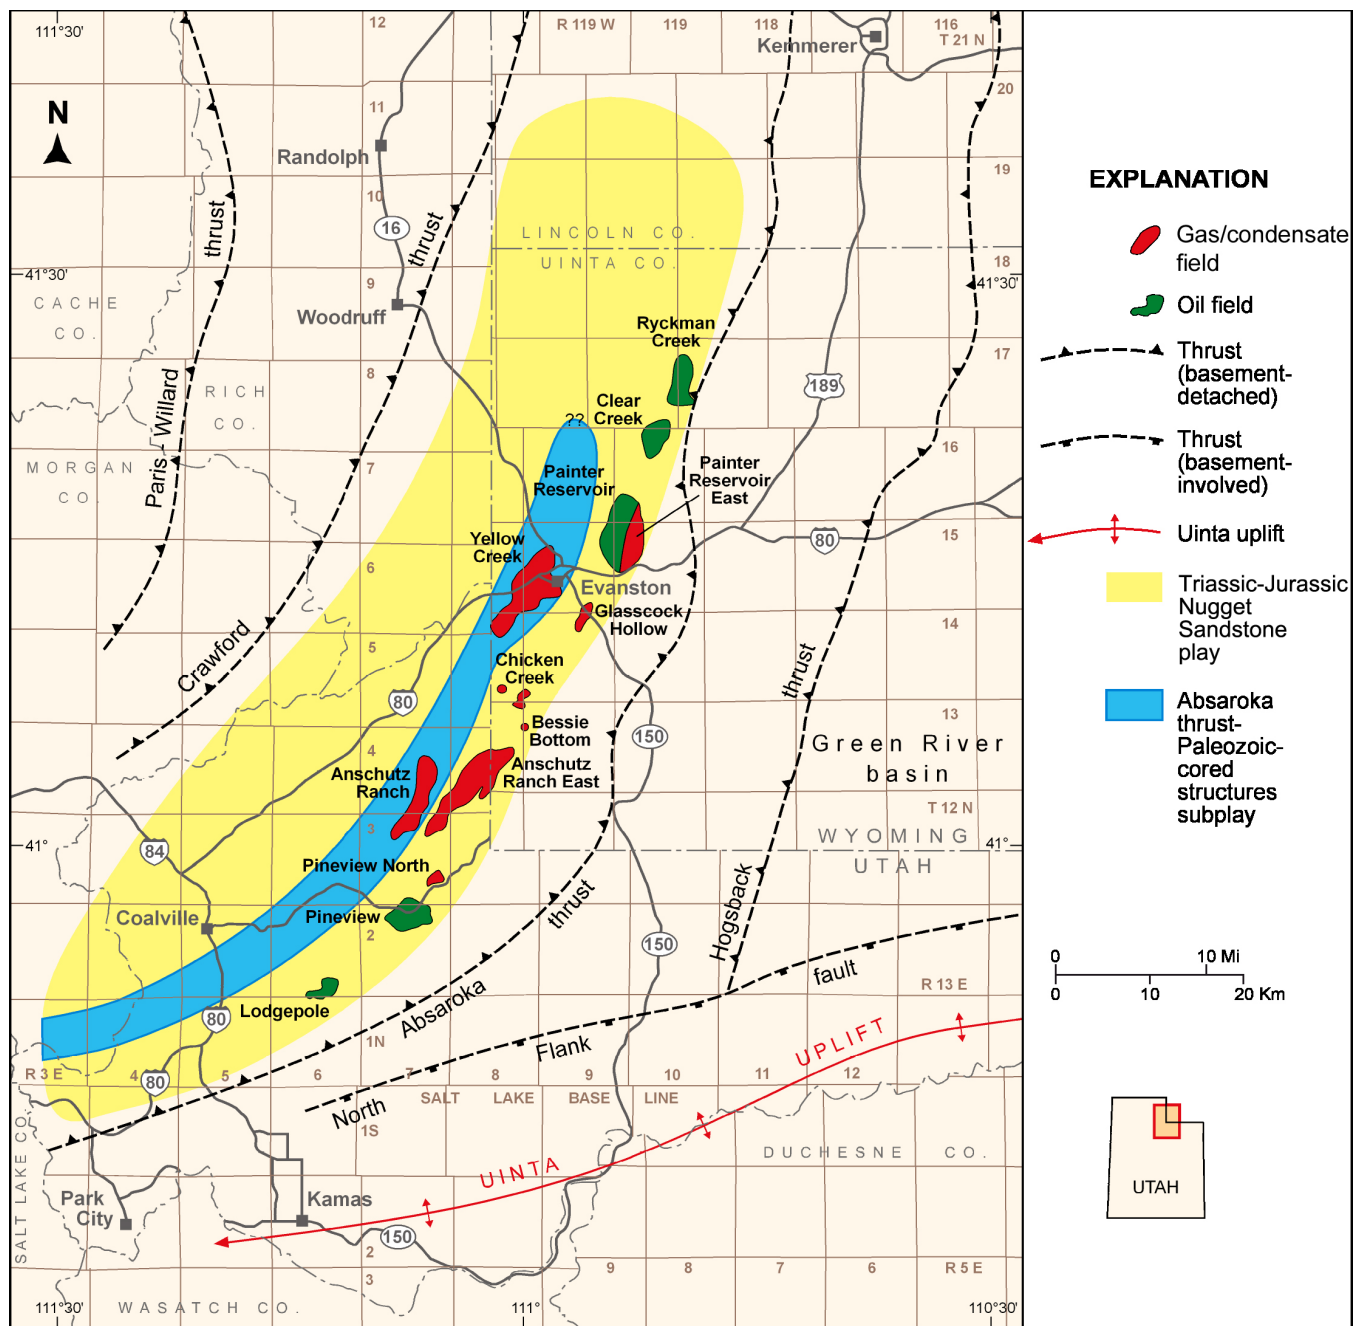 111°30'
12
R 119 W
119
118
116
T 21 N
Kemmerer
N
11
20
Randolph
19
10
thrust
16
thrust
LINCOLN CO.
UINTA CO.
18
41°30'
41°30'
9
CACHE
CO.
Woodruff
Ryckman
Creek
17
8
189
RICH
CO.
Clear
Creek
Paris - Willard
??
16
MORGAN
CO.
7
Painter
Reservoir
Painter
Reservoir
East
15
80
Yellow
Creek
6
Evanston
Glasscock
Hollow
14
Crawford
5
Chicken
Creek
thrust
80
13
Bessie
Bottom
150
4
Green River
basin
Anschutz
Ranch
Anschutz
Ranch East
T 12 N
3
WYOMING
41°
84
41°
UTAH
Pineview North
Hogsback
thrust
Coalville
Pineview
2
150
fault
R 13 E
Lodgepole
Absaroka
80
1N
Flank
UPLIFT
R 3 E
4
80
5
6
7
8
9
10
11
12
SALT LAKE BASE LINE
North
1S
SALT LAKE CO.
DUCHESNE CO.
UINTA
Park
City
Kamas
150
2
3
9
8
7
6
R 5 E
WASATCH CO.
111°30'
111°
110°30'
EXPLANATION
Gas/condensate
field
Oil field
Thrust
(basement-
detached)
Thrust
(basement-
involved)
Uinta uplift
Triassic-Jurassic
Nugget
Sandstone
play
Absaroka
thrust-
Paleozoic-
cored
structures
subplay
0
10 Mi
0
10
20 Km
UTAH